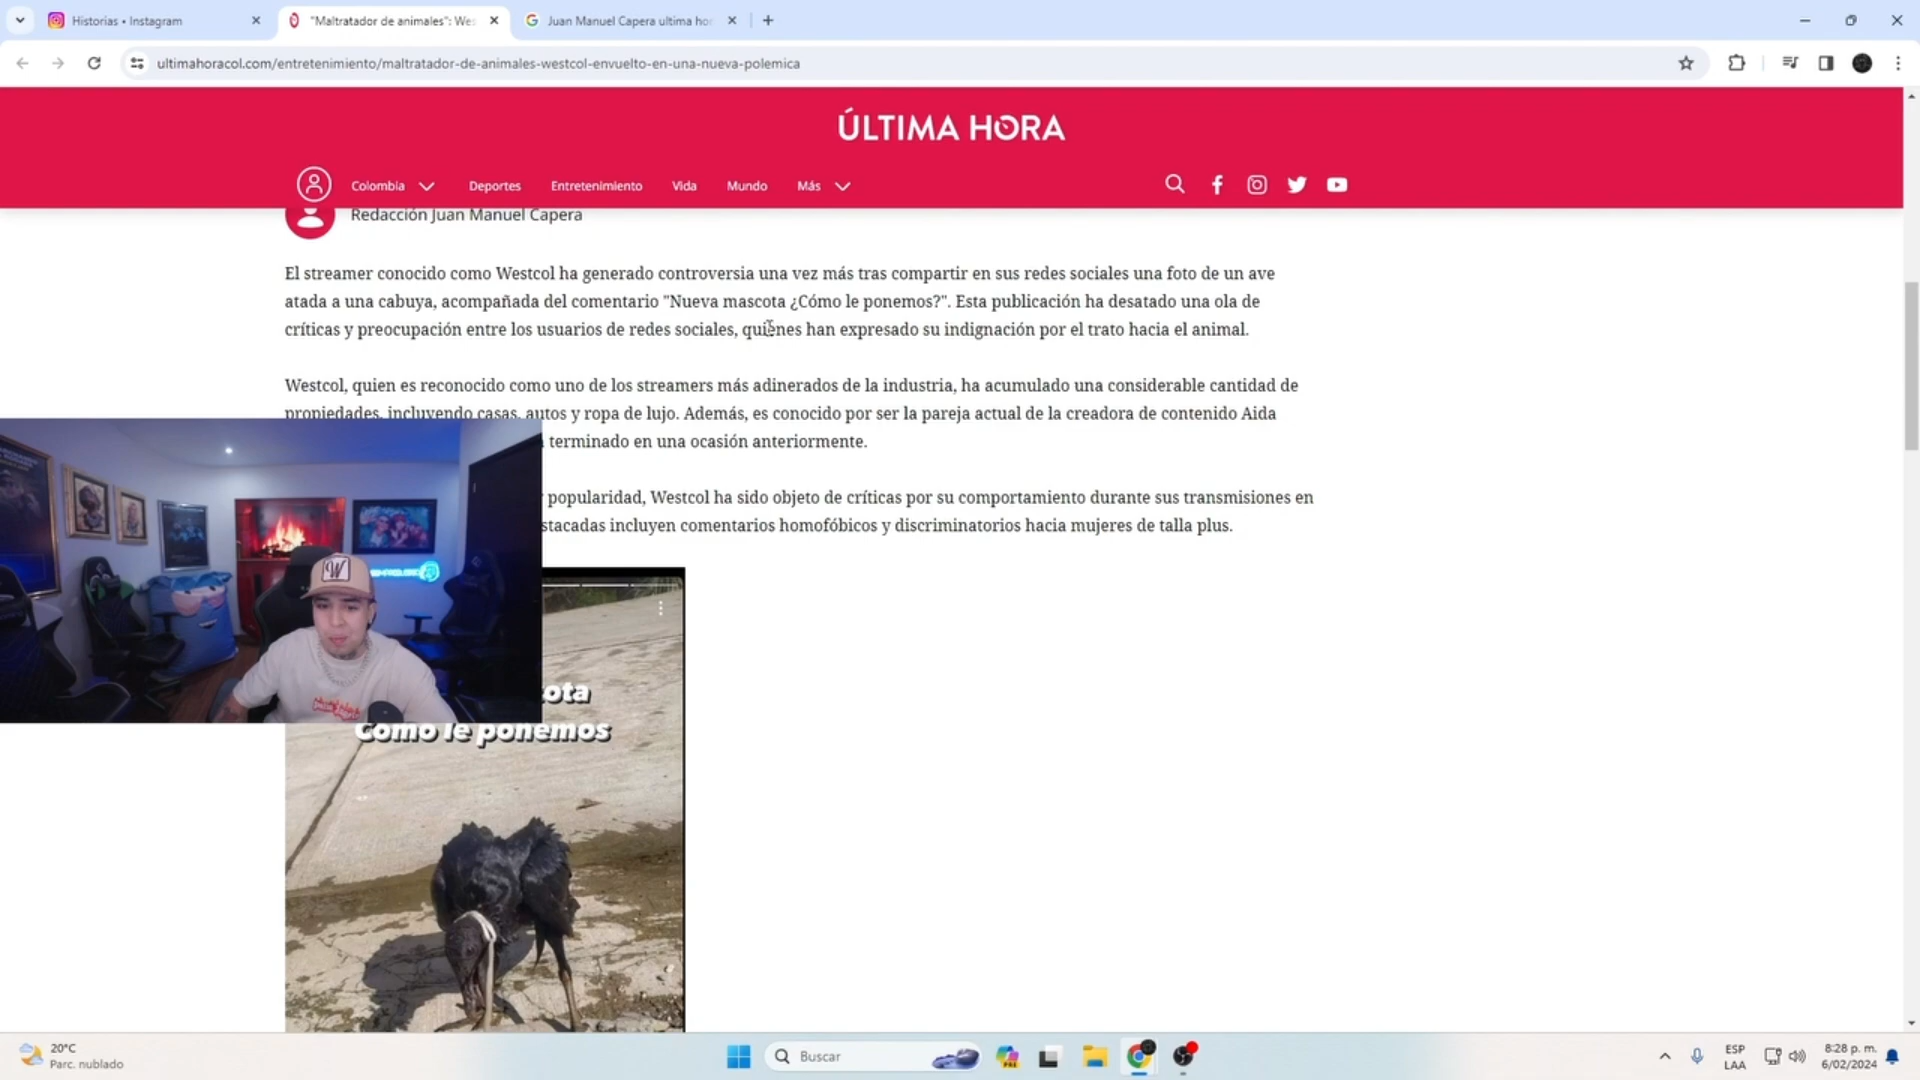 Historias • Instagram
"Maltratador de animales": Wes
Juan Manuel Capera ultima hor
ultimahoracol.com/entretenimiento/maltratador-de-animales-westcol-envuelto-en-una-nueva-polemica
ÚLTIMA HORA
Colombia
Deportes
Entretenimiento
Vida
Mundo
Más
Redacción Juan Manuel Capera
El streamer conocido como Westcol ha generado controversia una vez más tras compartir en sus redes sociales una foto de un ave
atada a una cabuya, acompañada del comentario "Nueva mascota ¿Cómo le ponemos?". Esta publicación ha desatado una ola de
críticas y preocupación entre los usuarios de redes sociales, quienes han expresado su indignación por el trato hacia el animal.
Westcol, quien es reconocido como uno de los streamers más adinerados de la industria, ha acumulado una considerable cantidad de
propiedades, incluyendo casas, autos y ropa de lujo. Además, es conocido por ser la pareja actual de la creadora de contenido Aida
terminado en una ocasión anteriormente.
popularidad, Westcol ha sido objeto de críticas por su comportamiento durante sus transmisiones en
stacadas incluyen comentarios homofóbicos y discriminatorios hacia mujeres de talla plus.
W
ota
Como le ponemos
20°C
Parc. nublado
Buscar
PRE
ESP
LAA
8:28 p. m.
6/02/2024